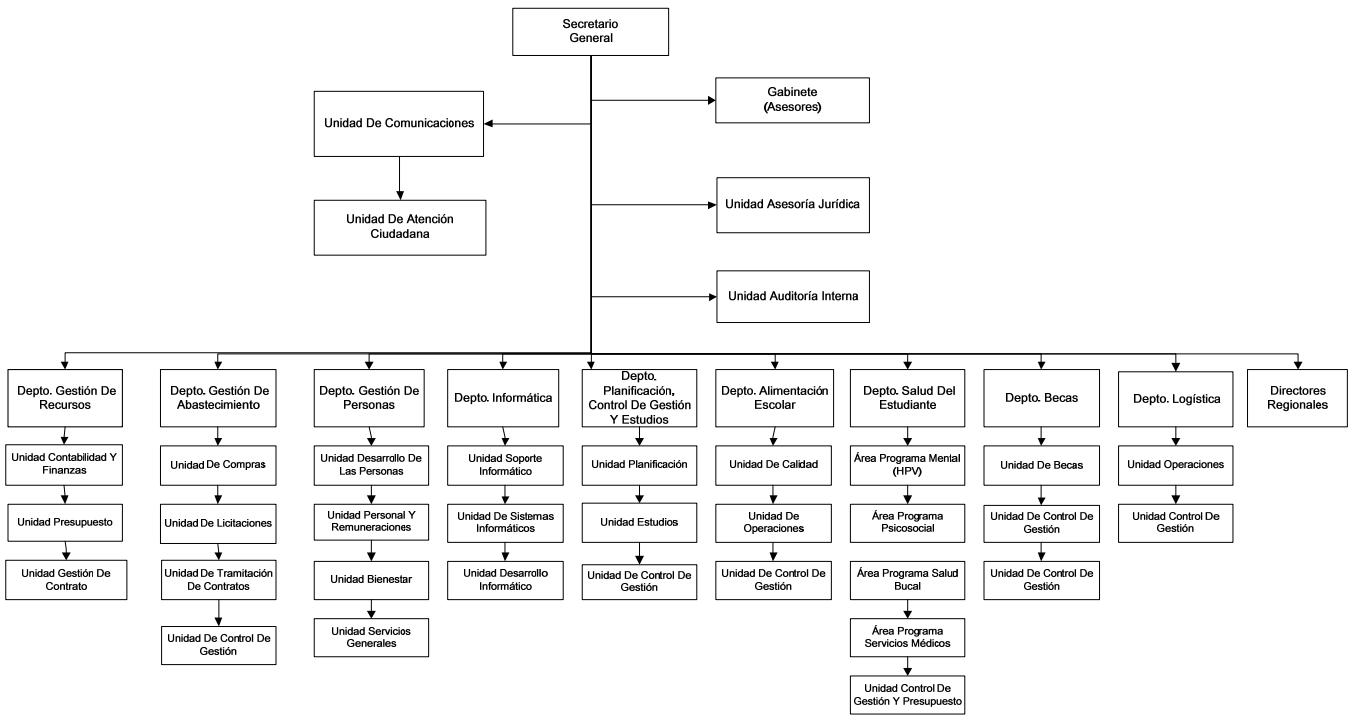 Secretario
General
Gabinete
(Asesores)
Unidad De Comunicaciones
Unidad Asesoría Jurídica
Unidad De Atención
Ciudadana
Unidad Auditoría Interna
Depto. Gestión De
Recursos
Unidad Contabilidad Y
Finanzas
Unidad Presupuesto
Unidad Gestión De
Contrato
Depto. Gestión De
Abastecimiento
Unidad De Compras
Unidad De Licitaciones
Unidad De Tramitación
De Contratos
Unidad De Control De
Gestión
Depto. Gestión De
Personas
Unidad Desarrollo De
Las Personas
Unidad Personal Y
Remuneraciones
Unidad Bienestar
Unidad Servicios
Generales
Depto. Informática
Unidad Soporte
Informático
Unidad De Sistemas
Informáticos
Unidad Desarrollo
Informático
Depto.
Planificación,
Control De Gestión
Y Estudios
Unidad Planificación
Unidad Estudios
Unidad De Control De
Gestión
Depto. Alimentación
Escolar
Unidad De Calidad
Unidad De
Operaciones
Unidad De Control De
Gestión
Depto. Salud Del
Estudiante
Área Programa Mental
(HPV)
Área Programa
Psicosocial
Área Programa Salud
Bucal
Área Programa
Servicios Médicos
Unidad Control De
Gestión Y Presupuesto
Depto. Becas
Unidad De Becas
Unidad De Control De
Gestión
Unidad De Control De
Gestión
Depto. Logística
Unidad Operaciones
Unidad Control De
Gestión
Directores
Regionales